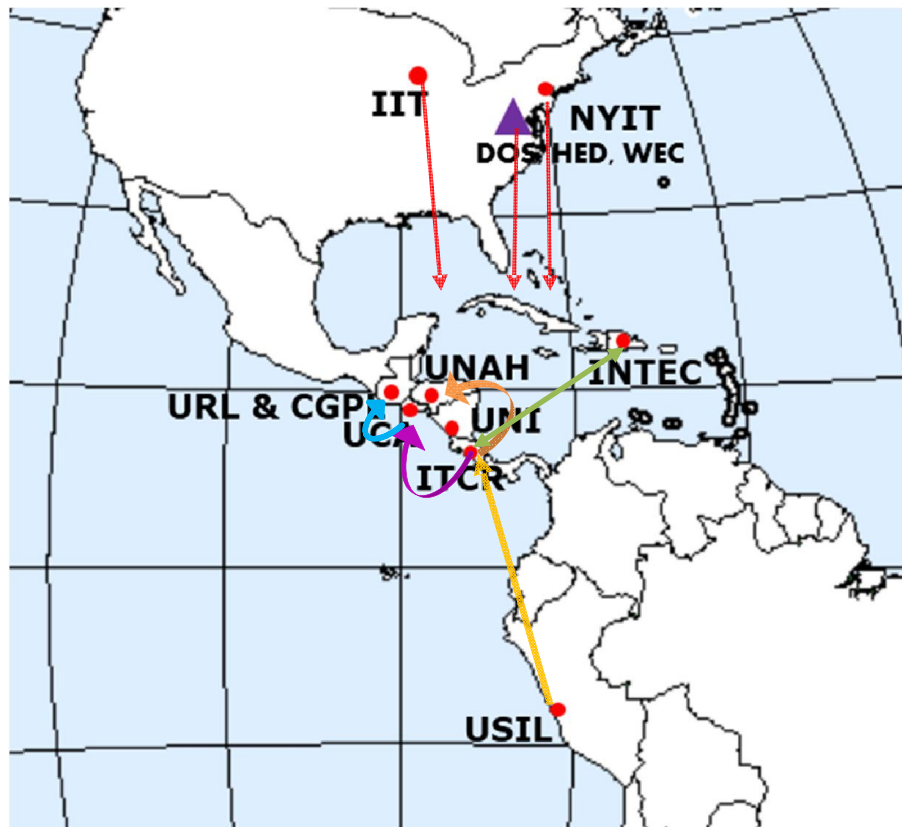 IIT
NYIT
DOS HED, WEC
UNAH
INTEC
URL & CGP
UCA
UNI
ITCR
USIL